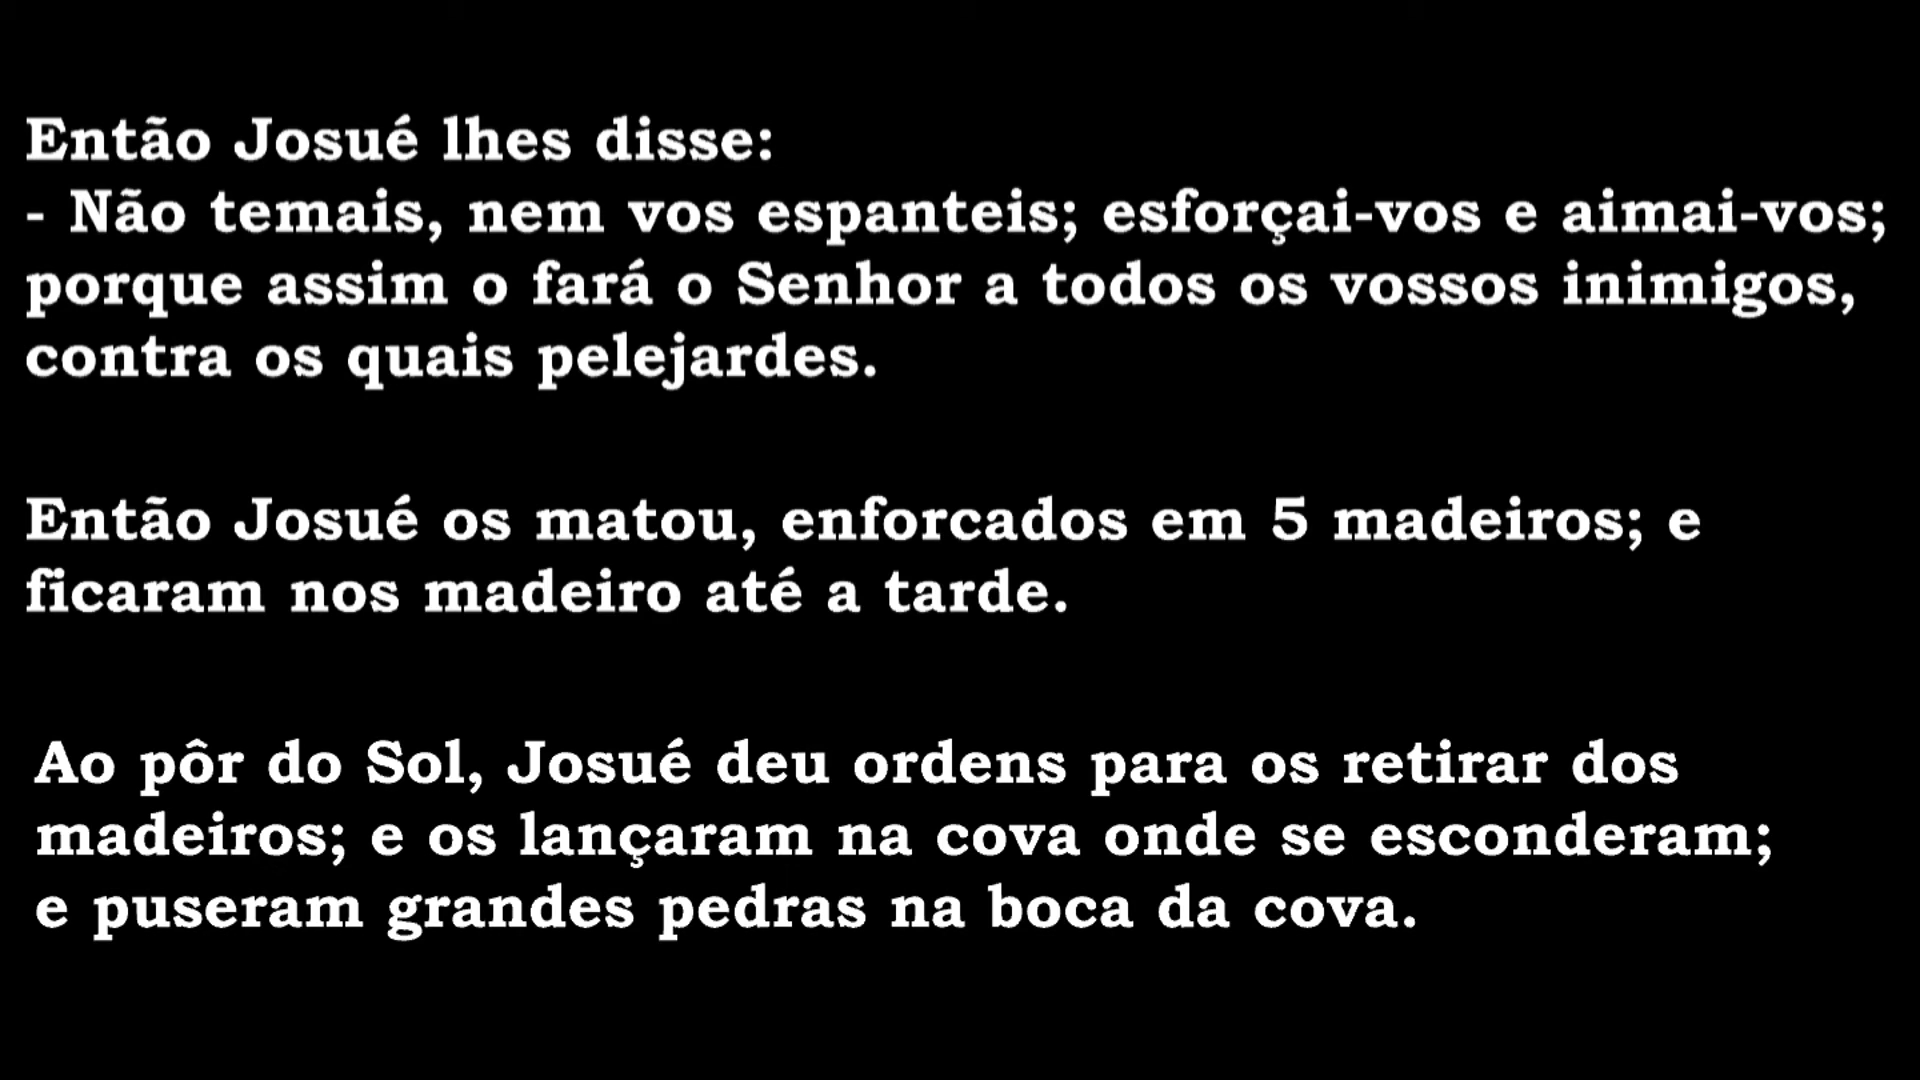 Então Josué lhes disse:
- Não temais, nem vos espanteis; esforçai-vos e aimai-vos;
porque assim o fará o Senhor a todos os vossos inimigos,
contra os quais pelejardes.
Então Josué os matou, enforcados em 5 madeiros; e
ficaram nos madeiro até a tarde.
Ao pôr do Sol, Josué deu ordens para os retirar dos
madeiros; e os lançaram na cova onde se esconderam;
e puseram grandes pedras na boca da cova.